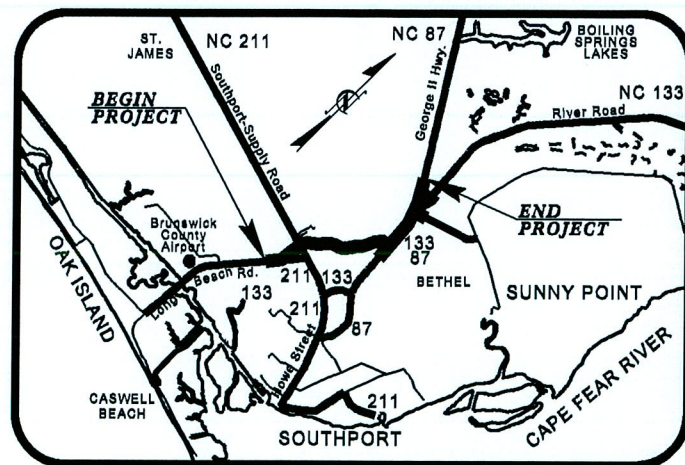 ST.
JAMES
NC 211
NC 87
BOILING
SPRINGS
LAKES
NC 133
River Road
George II Hwy.
Southport-Supply Road
BEGIN
PROJECT
END
PROJECT
Brunswick
County
Airport
Long Beach Rd.
OAK ISLAND
133
211
133
211
87
133
87
BETHEL
SUNNY POINT
Howe Street
CASWELL
BEACH
211
SOUTHPORT
CAPE FEAR RIVER